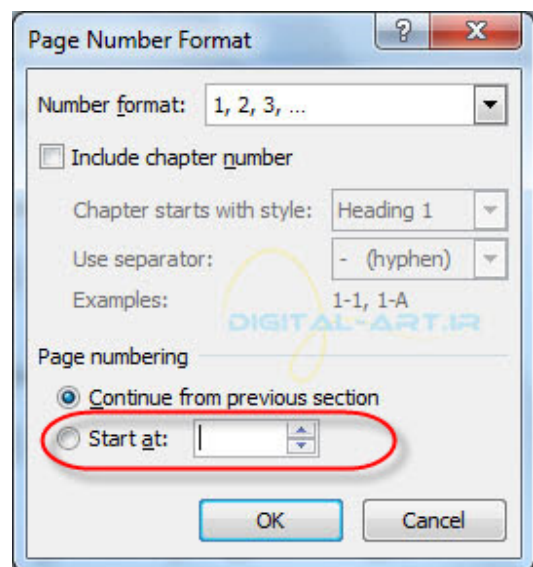 Page Number Format
Number format: 1, 2, 3, ...
Include chapter number
Chapter starts with style: Heading 1
Use separator: - (hyphen)
Examples: 1-1, 1-A
DIGITAL-ART.IR
Page numbering
Continue from previous section
Start at:
OK Cancel